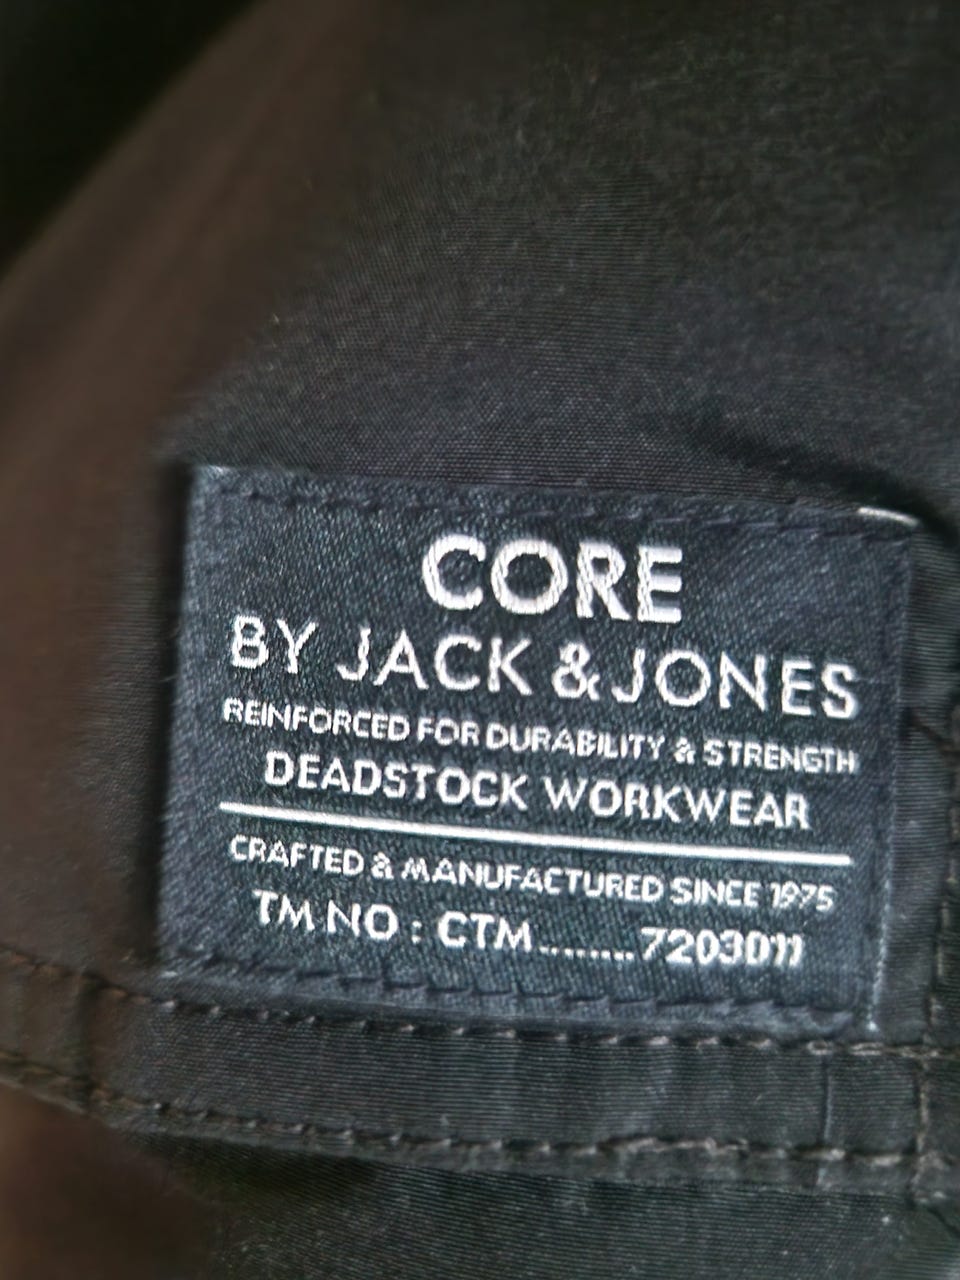 CORE
BY JACK & JONES
REINFORCED FOR DURABILITY & STRENGTH
DEADSTOCK WORKWEAR
CRAFTED & MANUFACTURED SINCE 1975
TM NO : CTM.........7203011